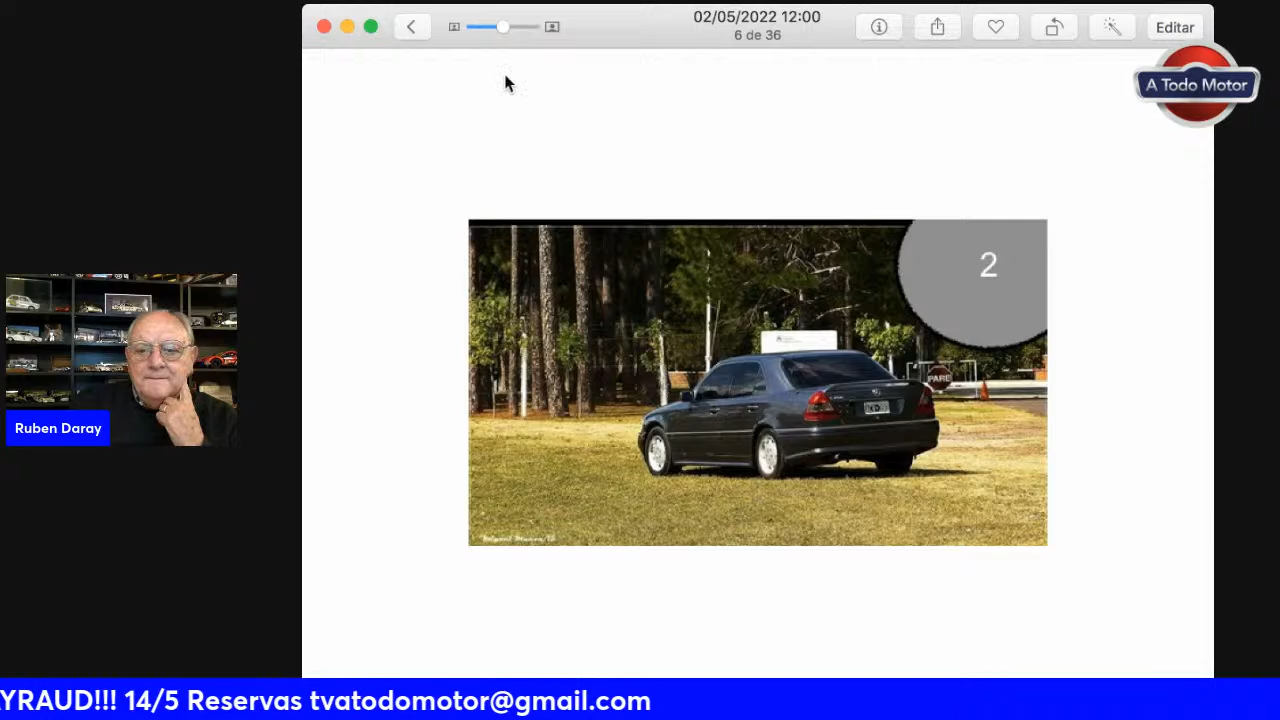 02/05/2022 12:00
6 de 36
Editar
A Todo Motor
2
PARE
Ruben Daray
YRAUD!!! 14/5 Reservas tvatodomotor@gmail.com